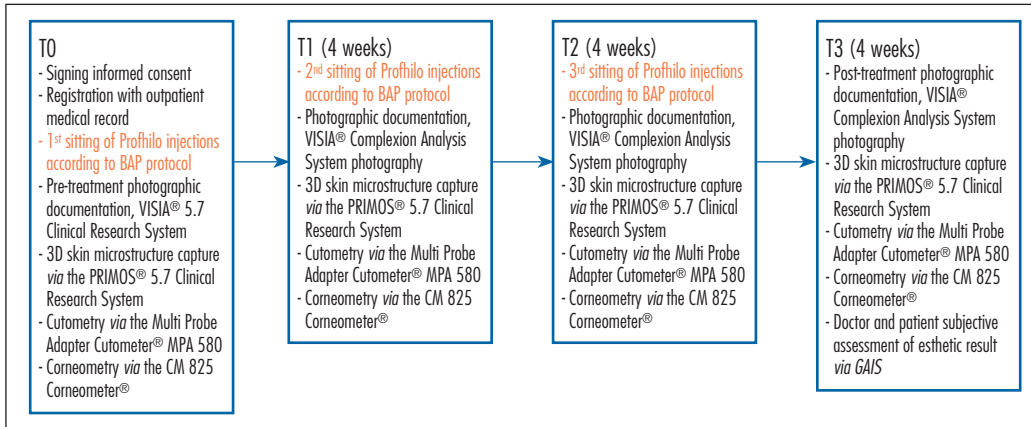 T0
- Signing informed consent
- Registration with outpatient
medical record
- 1st sitting of Profhilo injections
according to BAP protocol
- Pre-treatment photographic
documentation, VISIA® 5.7
Clinical Research System
- 3D skin microstructure capture
via the PRIMOS® 5.7 Clinical
Research System
- Cutometry via the Multi Probe
Adapter Cutometer® MPA 580
- Corneometry via the CM 825
Corneometer®
T1 (4 weeks)
- 2nd sitting of Profhilo injections
according to BAP protocol
- Photographic documentation,
VISIA® Complexion Analysis
System photography
- 3D skin microstructure capture
via the PRIMOS® 5.7 Clinical
Research System
- Cutometry via the Multi Probe
Adapter Cutometer® MPA 580
- Corneometry via the CM 825
Corneometer®
T2 (4 weeks)
- 3rd sitting of Profhilo injections
according to BAP protocol
- Photographic documentation,
VISIA® Complexion Analysis
System photography
- 3D skin microstructure capture
via the PRIMOS® 5.7 Clinical
Research System
- Cutometry via the Multi Probe
Adapter Cutometer® MPA 580
- Corneometry via the CM 825
Corneometer®
T3 (4 weeks)
- Post-treatment photographic
documentation, VISIA®
Complexion Analysis System
photography
- 3D skin microstructure capture
via the PRIMOS® 5.7 Clinical
Research System
- Cutometry via the Multi Probe
Adapter Cutometer® MPA 580
- Corneometry via the CM 825
Corneometer®
- Doctor and patient subjective
assessment of esthetic result
via GAIS